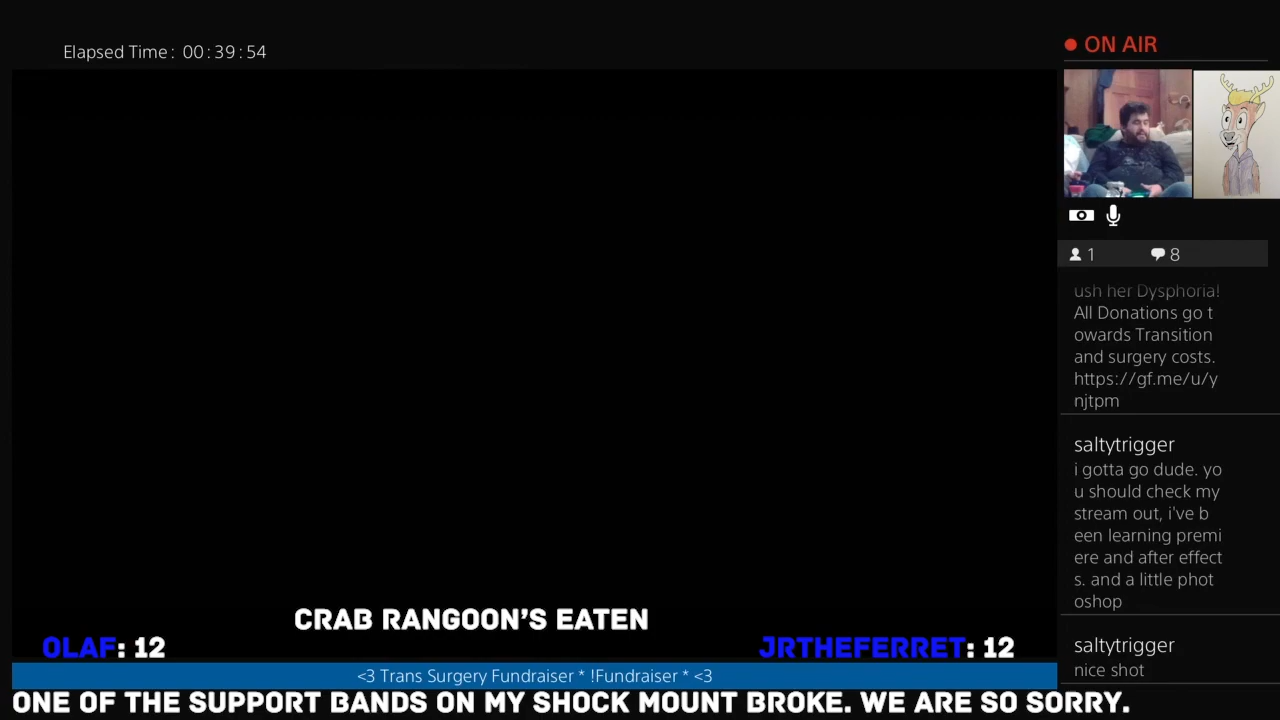 Elapsed Time: 00:39:54
ON AIR
1
8
ush her Dysphoria!
All Donations go t
owards Transition
and surgery costs.
https://gf.me/u/y
njtpm
saltytrigger
i gotta go dude. yo
u should check my
stream out, i've b
een learning premi
ere and after effect
s. and a little phot
oshop
saltytrigger
nice shot
CRAB RANGOON'S EATEN
OLAF: 12
JRTHEFERRET: 12
<3 Trans Surgery Fundraiser * !Fundraiser * <3
ONE OF THE SUPPORT BANDS ON MY SHOCK MOUNT BROKE. WE ARE SO SORRY.